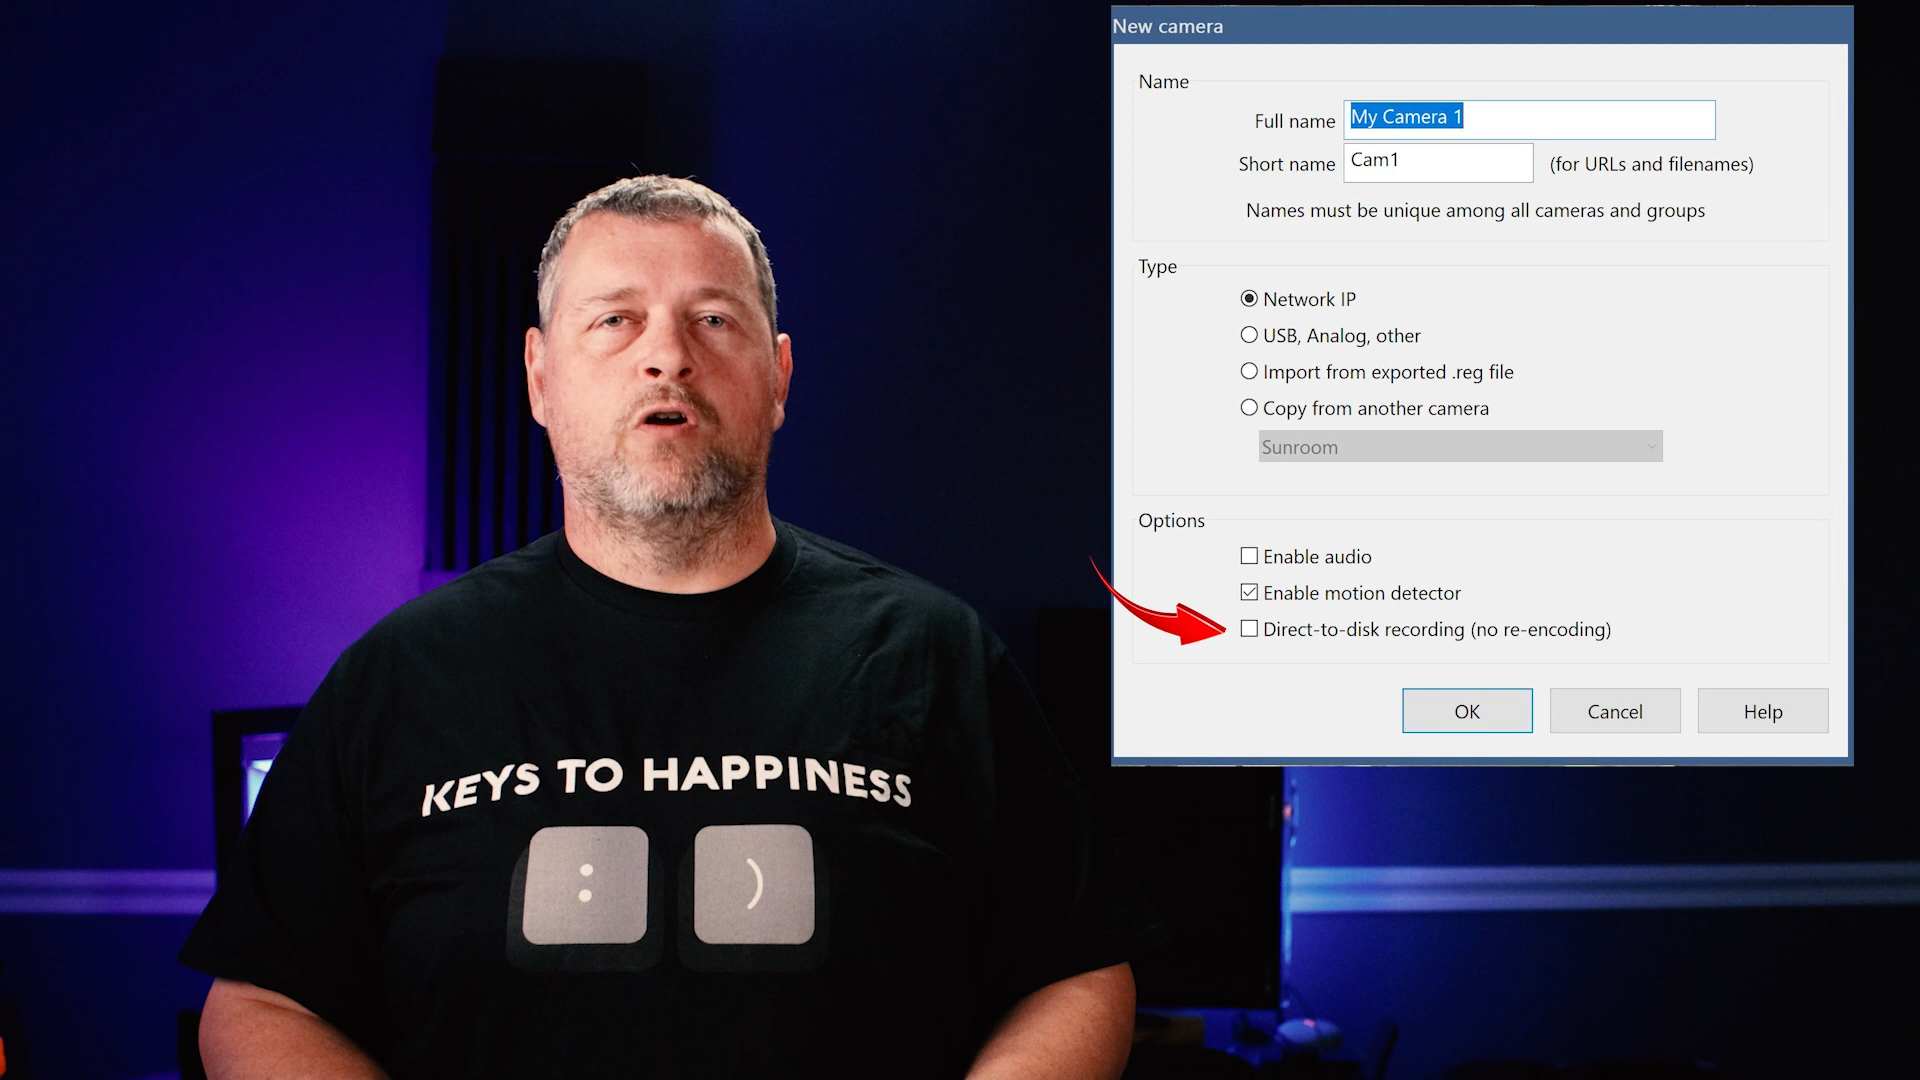 New camera
Name
Full name My Camera 1
Short name Cam1 (for URLs and filenames)
Names must be unique among all cameras and groups
Type
Network IP
USB, Analog, other
Import from exported .reg file
Copy from another camera
Sunroom
Options
Enable audio
Enable motion detector
Direct-to-disk recording (no re-encoding)
OK Cancel Help
KEYS TO HAPPINESS
: )